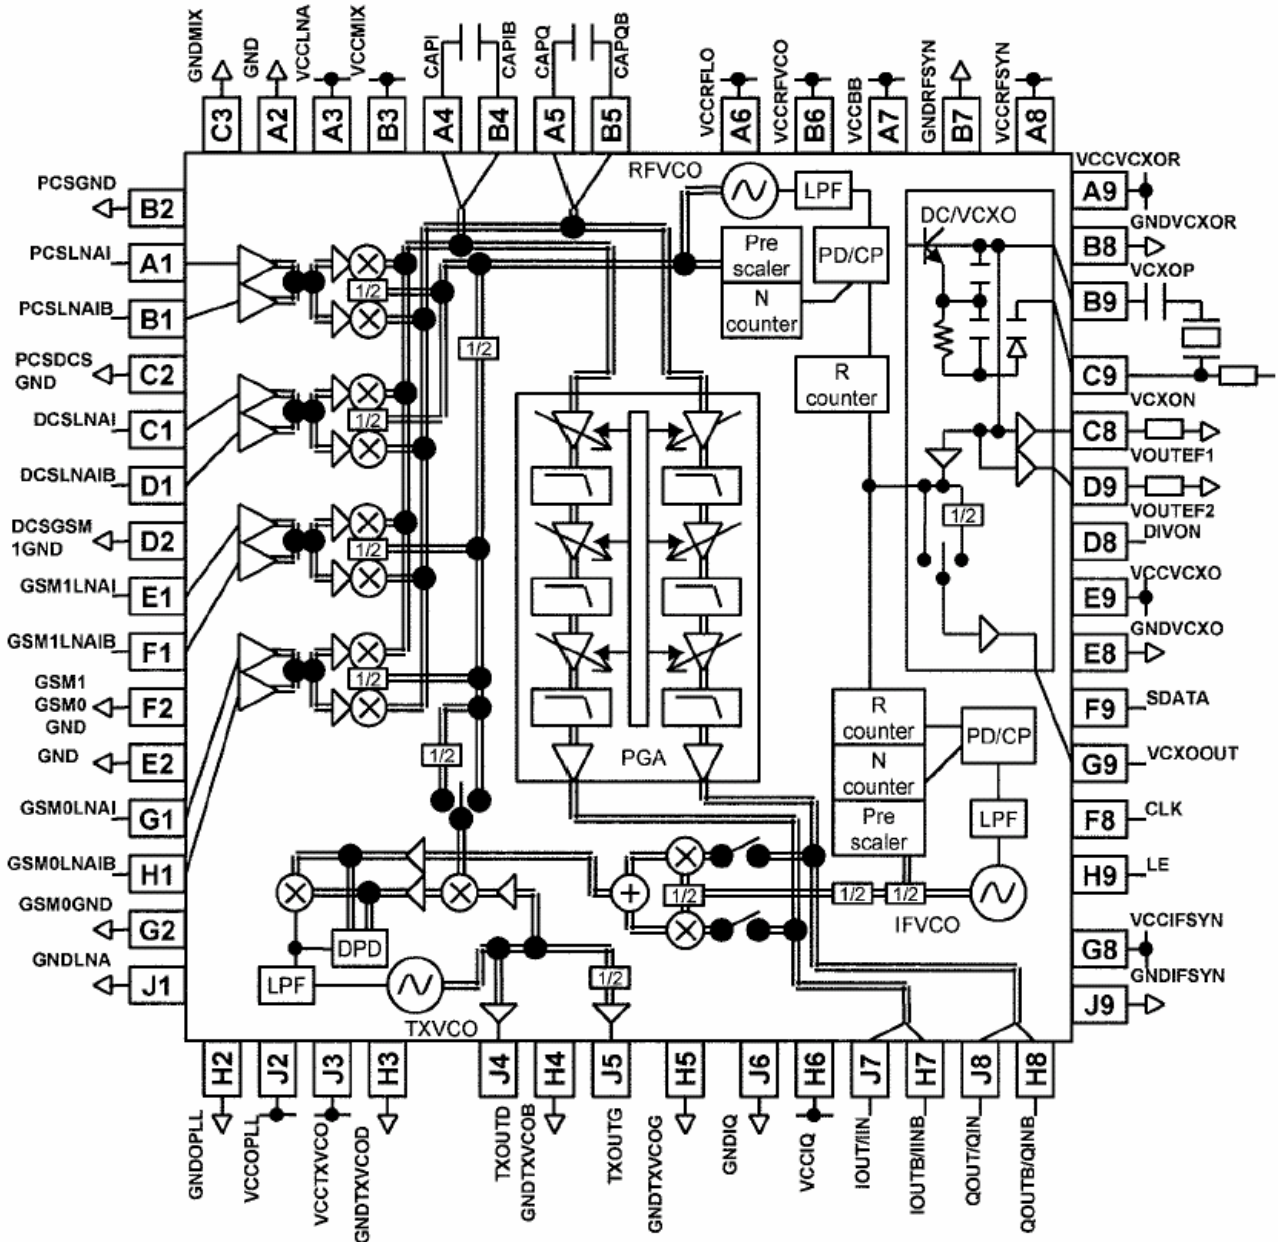 GNDMIX
GND
VCCLNA
VCCMIX
CAPI
CAPIB
CAPQ
CAPQB
VCCRFLO
VCCRFVCO
VCCBB
GNDRFSYN
VCCRFSYN
C3
A2
A3
B3
A4
B4
A5
B5
A6
B6
A7
B7
A8
PCSGND
B2
PCSLNAI
A1
PCSLNAIB
B1
PCSDCS
GND
C2
DCSLNAI
C1
DCSLNAIB
D1
DCSGSM
1GND
D2
GSM1LNAI
E1
GSM1LNAIB
F1
GSM1
GSM0
GND
F2
GND
E2
GSM0LNAI
G1
GSM0LNAIB
H1
GSM0GND
G2
GNDLNA
J1
RFVCO
LPF
Pre
scaler
N
counter
PD/CP
R
counter
1/2
1/2
1/2
1/2
1/2
1/2
PGA
DC/VCXO
1/2
R
counter
N
counter
Pre
scaler
PD/CP
LPF
1/2
1/2
1/2
IFVCO
DPD
LPF
TXVCO
1/2
VCCVCXOR
A9
GNDVCXOR
B8
VCXOP
B9
C9
VCXON
C8
VOUTEF1
D9
VOUTEF2
DIVON
D8
VCCVCXO
E9
GNDVCXO
E8
SDATA
F9
VCXOOUT
G9
CLK
F8
LE
H9
VCCIFSYN
G8
GNDIFSYN
J9
H2
J2
J3
H3
J4
H4
J5
H5
J6
H6
J7
H7
J8
H8
GNDOPLL
VCCOPLL
VCCTXVCO
GNDTXVCOD
TXOUTD
GNDTXVCOB
TXOUTG
GNDTXVCOG
GNDIQ
VCCIQ
IOUT/IIN
IOUTB/IINB
QOUT/QIN
QOUTB/QINB